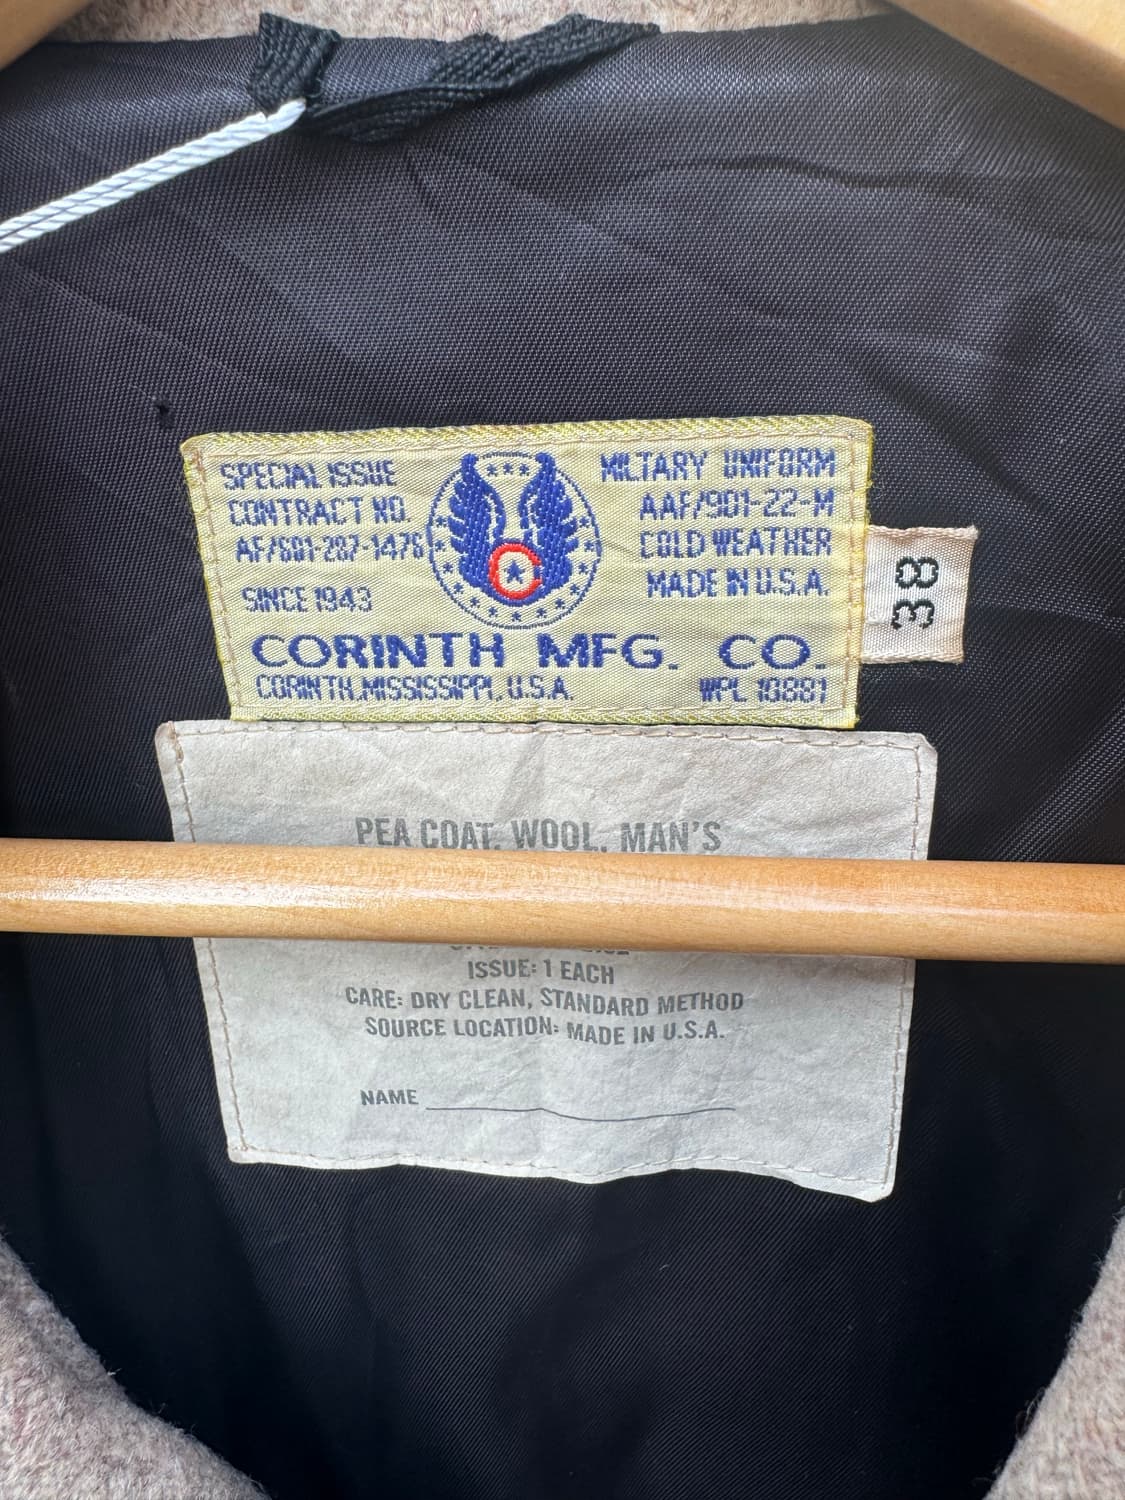 SPECIAL ISSUE
CONTRACT NO.
AF/601-287-1476
SINCE 1943
MILTARY UNIFORM
AAF/901-22-M
COLD WEATHER
MADE IN U.S.A.
C
CORINTH MFG. CO.
CORINTH, MISSISSIPPI, U.S.A.
WPL 10881
38
PEA COAT, WOOL, MAN'S
ISSUE: 1 EACH
CARE: DRY CLEAN, STANDARD METHOD
SOURCE LOCATION: MADE IN U.S.A.
NAME